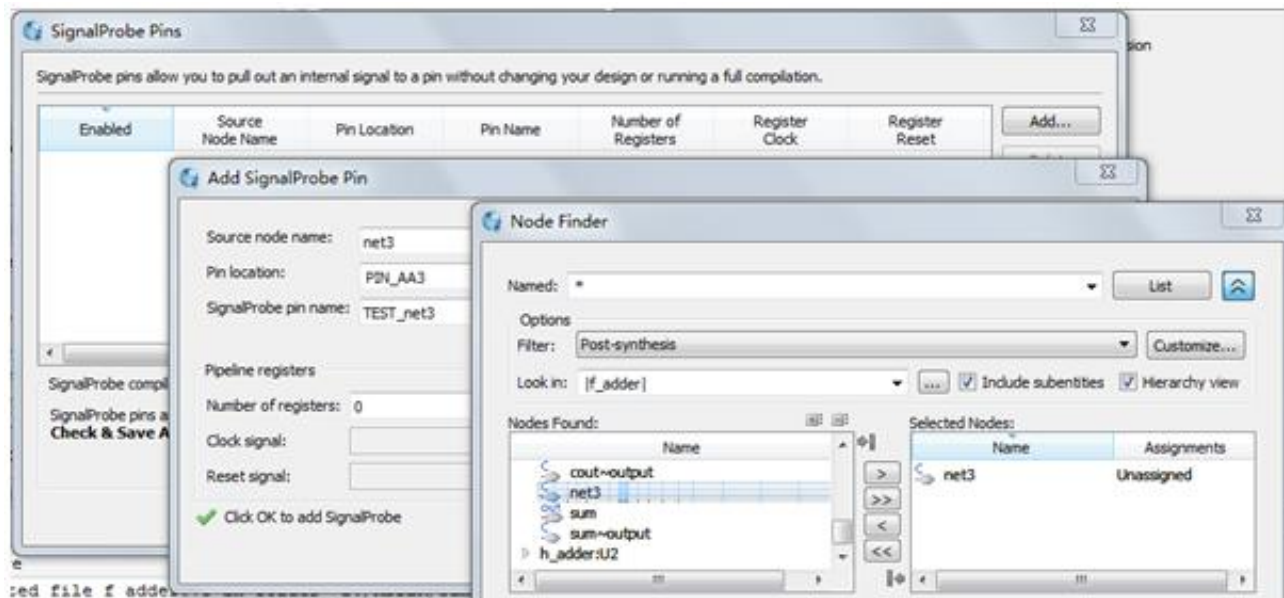 SignalProbe Pins
sion
SignalProbe pins allow you to pull out an internal signal to a pin without changing your design or running a full compilation.
Enabled
Source Node Name
Pin Location
Pin Name
Number of Registers
Register Clock
Register Reset
Add...
Add SignalProbe Pin
Source node name: net3
Pin location: PIN_AA3
SignalProbe pin name: TEST_net3
Pipeline registers
Number of registers: 0
Clock signal:
Reset signal:
Click OK to add SignalProbe
SignalProbe compil
SignalProbe pins a
Check & Save A
Node Finder
Named: *
List
Options
Filter: Post-synthesis
Customize...
Look in: |f_adder|
...
Include subentities
Hierarchy view
Nodes Found:
Name
cout~output
net3
sum
sum~output
h_adder:U2
>
>>
<
<<
Selected Nodes:
Name Assignments
net3 Unassigned
e
ted file f adde